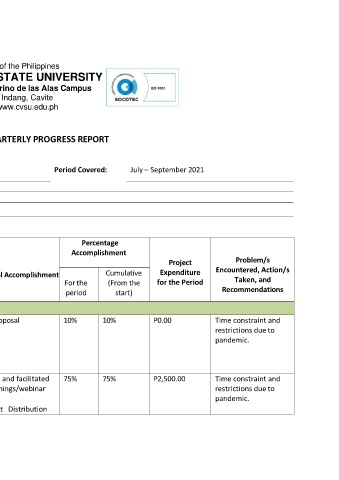 of the Philippines
STATE UNIVERSITY
rino de las Alas Campus
Indang, Cavite
www.cvsu.edu.ph
SOCOTEC
ISO 9001
ARTERLY PROGRESS REPORT
Period Covered: July – September 2021
l Accomplishment
Percentage
Accomplishment
For the
period
Cumulative
(From the
start)
Project
Expenditure
for the Period
Problem/s
Encountered, Action/s
Taken, and
Recommendations
oposal
10%
10%
P0.00
Time constraint and
restrictions due to
pandemic.
and facilitated
nings/webinar
rt Distribution
75%
75%
P2,500.00
Time constraint and
restrictions due to
pandemic.